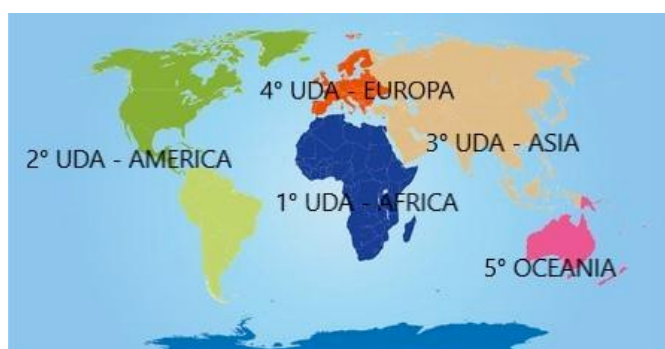 4° UDA - EUROPA
3° UDA - ASIA
2° UDA - AMERICA
1° UDA - AFRICA
5° OCEANIA